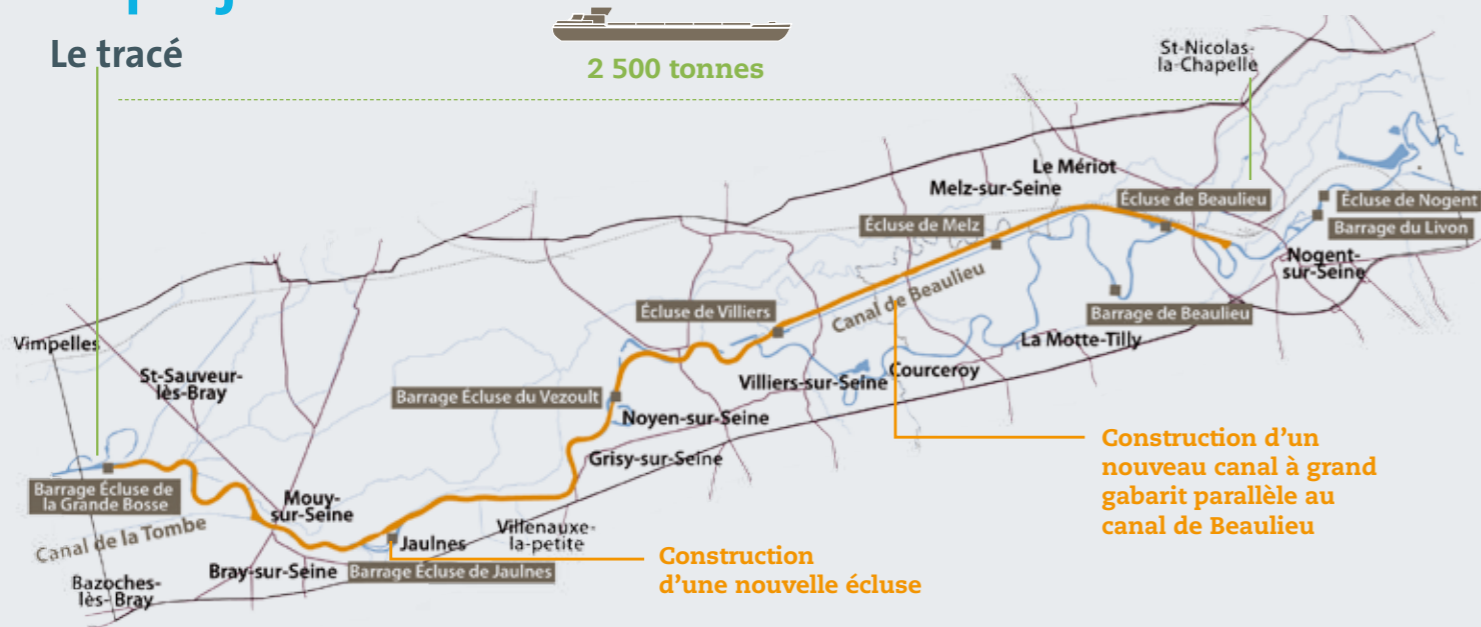 Le tracé
2 500 tonnes
St-Nicolas-
la-Chapelle
Le Mériot
Melz-sur-Seine
Écluse de Beaulieu
Écluse de Nogent
Écluse de Melz
Barrage du Livon
Nogent-
sur-Seine
Canal de Beaulieu
Écluse de Villiers
Barrage de Beaulieu
Vimpelles
La Motte-Tilly
St-Sauveur-
lès-Bray
Courceroy
Villiers-sur-Seine
Barrage Écluse du Vezoult
Noyen-sur-Seine
Grisy-sur-Seine
Construction d'un
nouveau canal à grand
gabarit parallèle au
canal de Beaulieu
Barrage Écluse de
la Grande Bosse
Mouy-
sur-Seine
Canal de la Tombe
Villenauxe-
la-petite
Jaulnes
Construction
d'une nouvelle écluse
Bray-sur-Seine
Barrage Écluse de Jaulnes
Bazoches-
lès- Bray